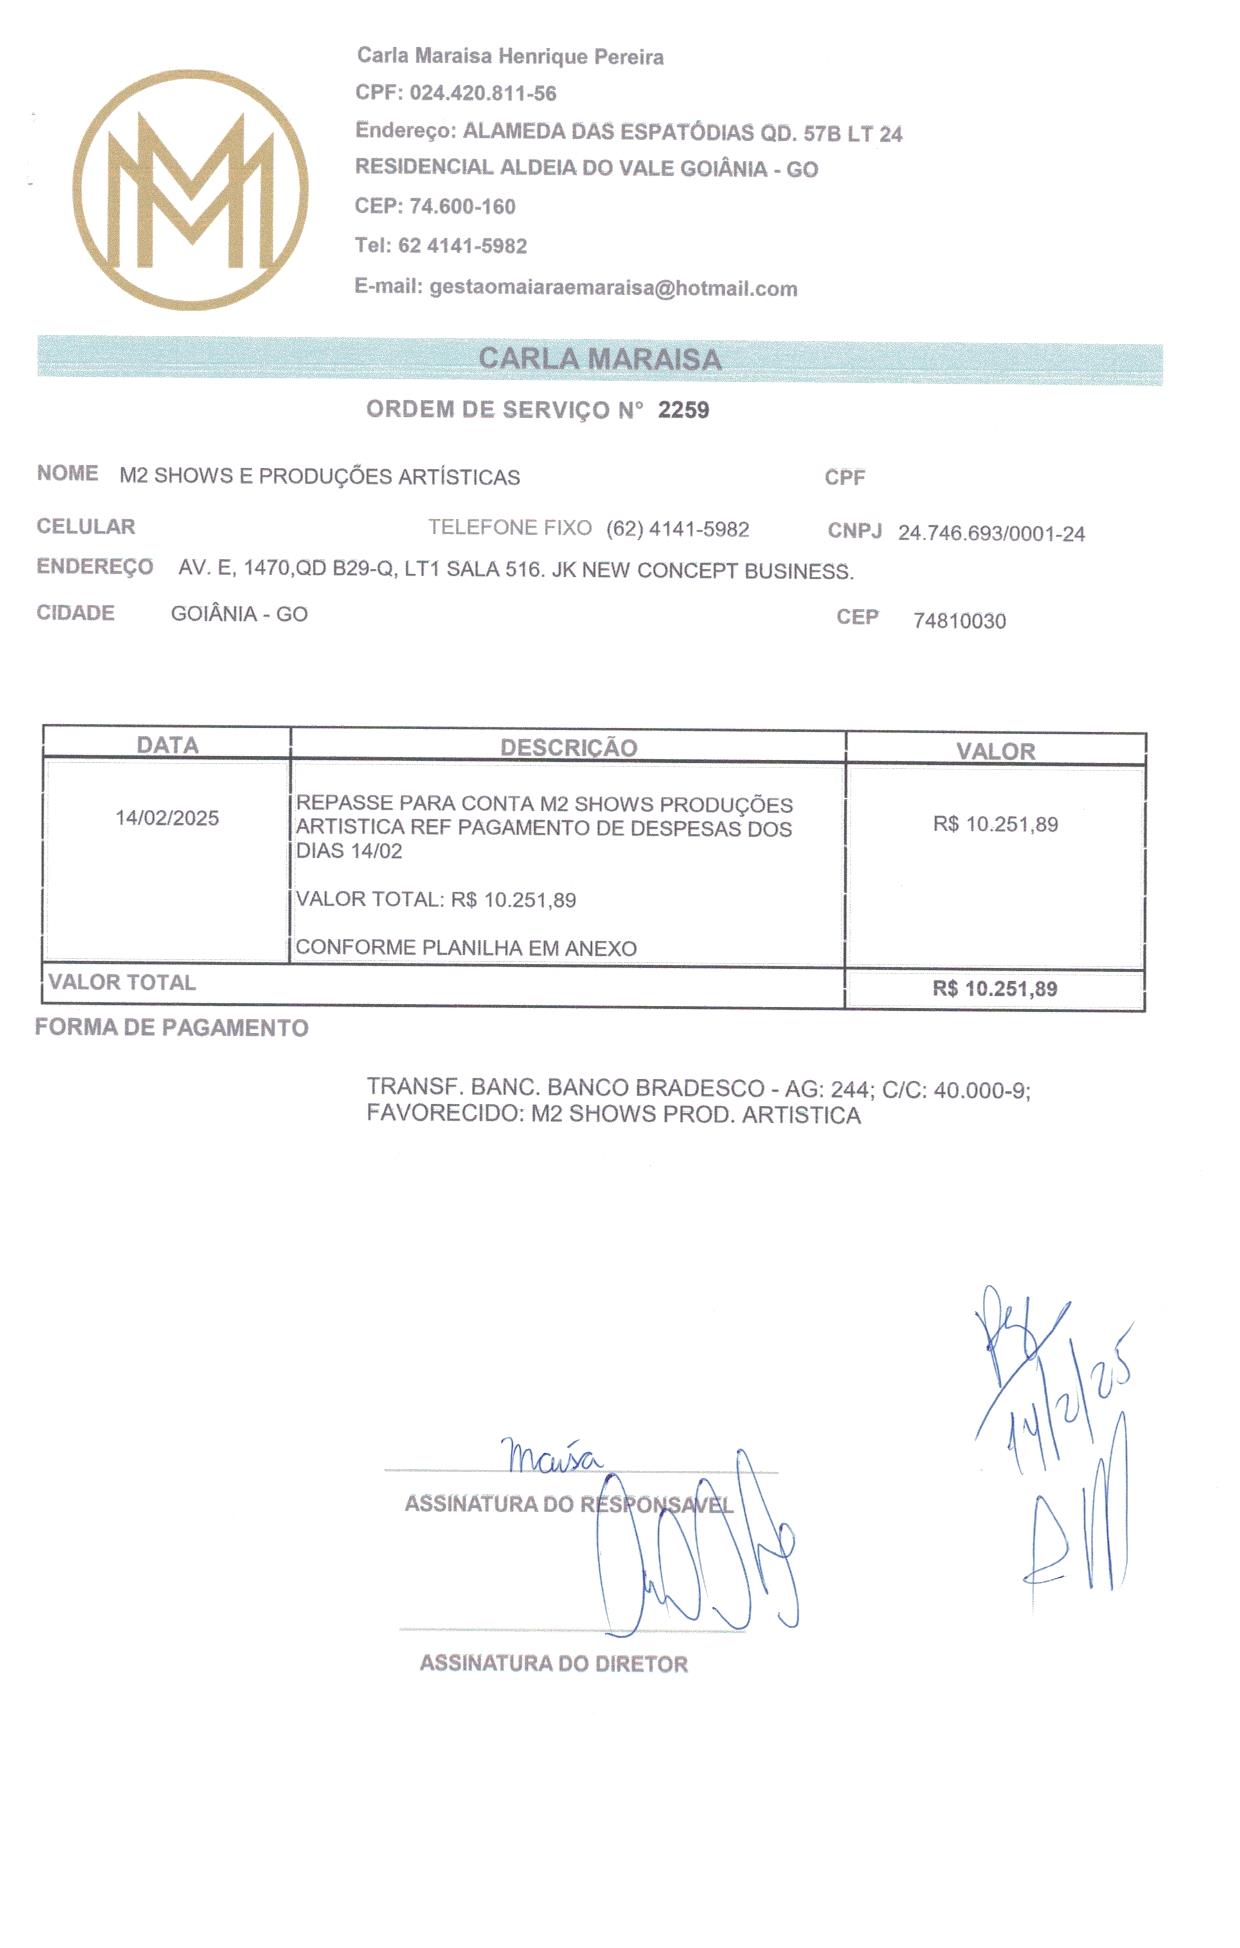 MM
Carla Maraisa Henrique Pereira
CPF: 024.420.811-56
Endereço: ALAMEDA DAS ESPATÓDIAS QD. 57B LT 24
RESIDENCIAL ALDEIA DO VALE GOIÂNIA - GO
CEP: 74.600-160
Tel: 62 4141-5982
E-mail: gestaomaiaraemaraisa@hotmail.com
CARLA MARAISA
ORDEM DE SERVIÇO N° 2259
NOME M2 SHOWS E PRODUÇÕES ARTÍSTICAS CPF
CELULAR TELEFONE FIXO (62) 4141-5982 CNPJ 24.746.693/0001-24
ENDEREÇO AV. E, 1470,QD B29-Q, LT1 SALA 516. JK NEW CONCEPT BUSINESS.
CIDADE GOIÂNIA - GO CEP 74810030
DATA DESCRIÇÃO VALOR
14/02/2025 REPASSE PARA CONTA M2 SHOWS PRODUÇÕES R$ 10.251,89
ARTISTICA REF PAGAMENTO DE DESPESAS DOS
DIAS 14/02
VALOR TOTAL: R$ 10.251,89
CONFORME PLANILHA EM ANEXO
VALOR TOTAL R$ 10.251,89
FORMA DE PAGAMENTO
TRANSF. BANC. BANCO BRADESCO - AG: 244; C/C: 40.000-9;
FAVORECIDO: M2 SHOWS PROD. ARTISTICA
14/2/25
Maisa
ASSINATURA DO RESPONSAVEL
ASSINATURA DO DIRETOR